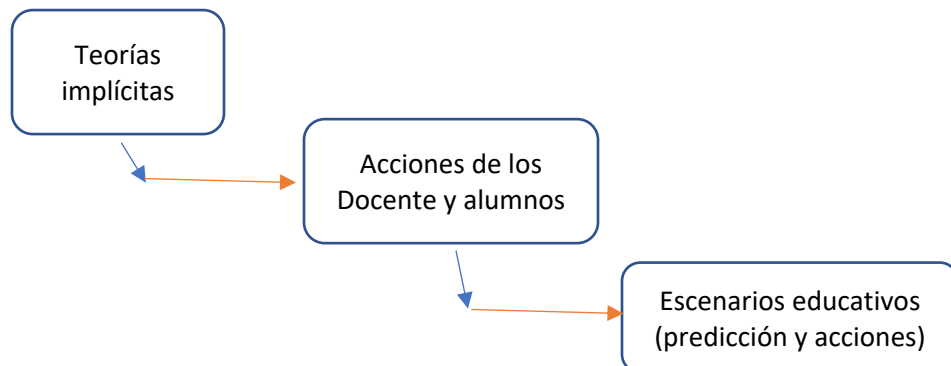 Teorías
implícitas
Acciones de los
Docente y alumnos
Escenarios educativos
(predicción y acciones)